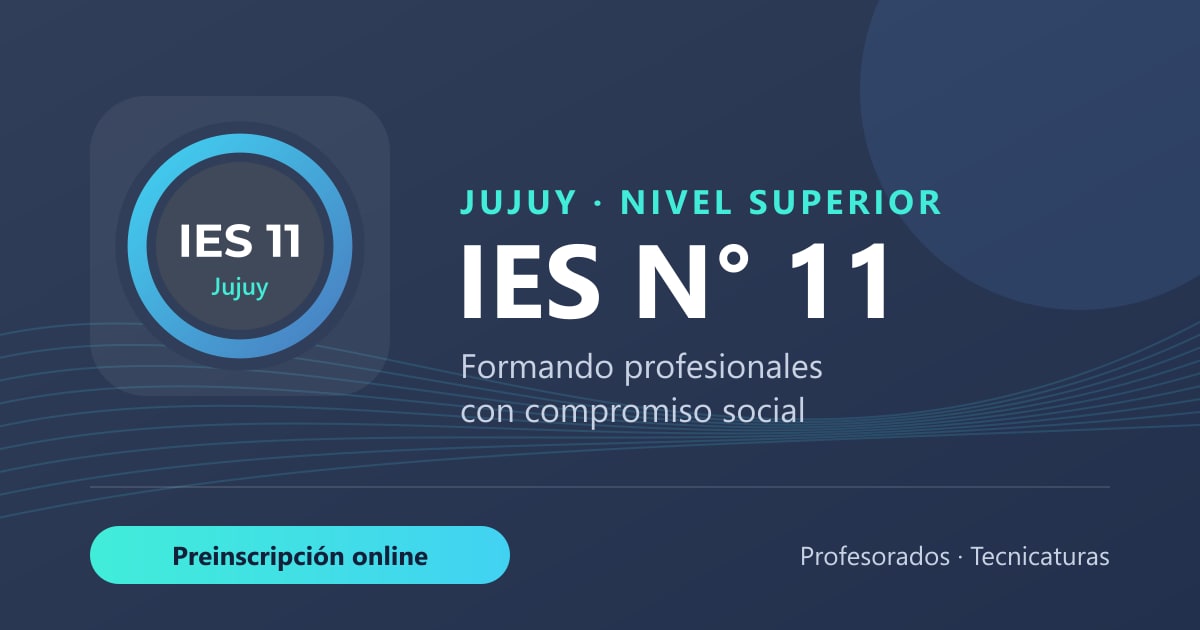 IES 11
Jujuy
JUJUY · NIVEL SUPERIOR
IES N° 11
Formando profesionales
con compromiso social
Preinscripción online
Profesorados · Tecnicaturas